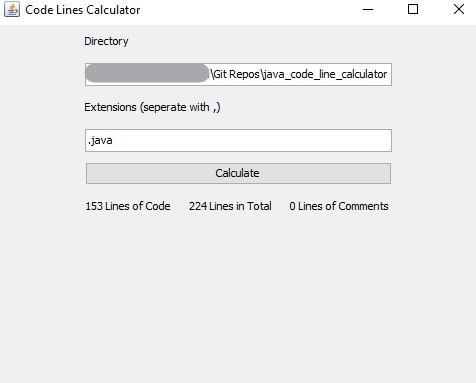 Code Lines Calculator
Directory
\Git Repos\java_code_line_calculator
Extensions (seperate with ,)
.java
Calculate
153 Lines of Code 224 Lines in Total 0 Lines of Comments